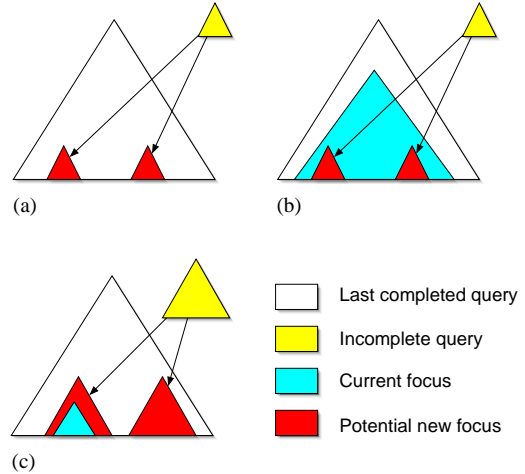 (a)
(b)
(c)
Last completed query
Incomplete query
Current focus
Potential new focus